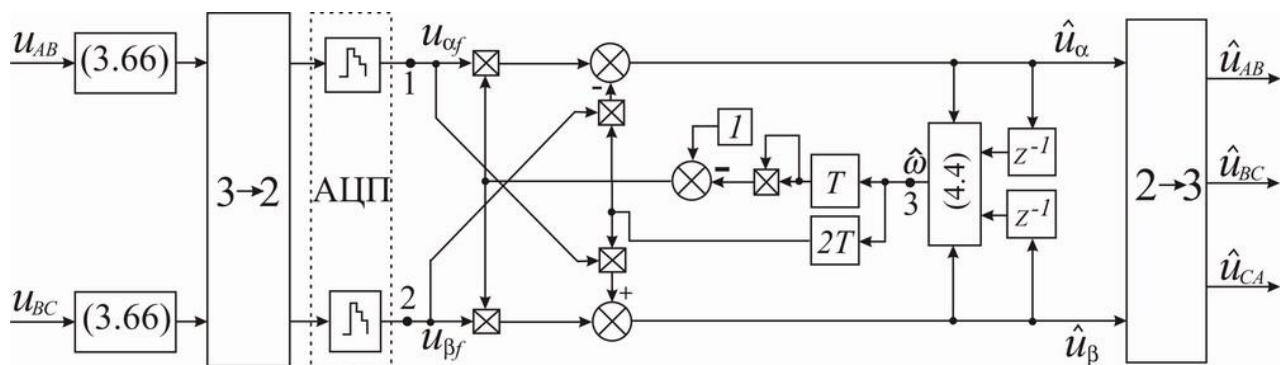 u_AB
(3.66)
3→2
АЦП
1
u_αf
-
1
-
T
ω̂
3
(4.4)
z⁻¹
û_α
2→3
û_AB
û_BC
û_CA
2T
z⁻¹
u_BC
(3.66)
2
u_βf
+
û_β